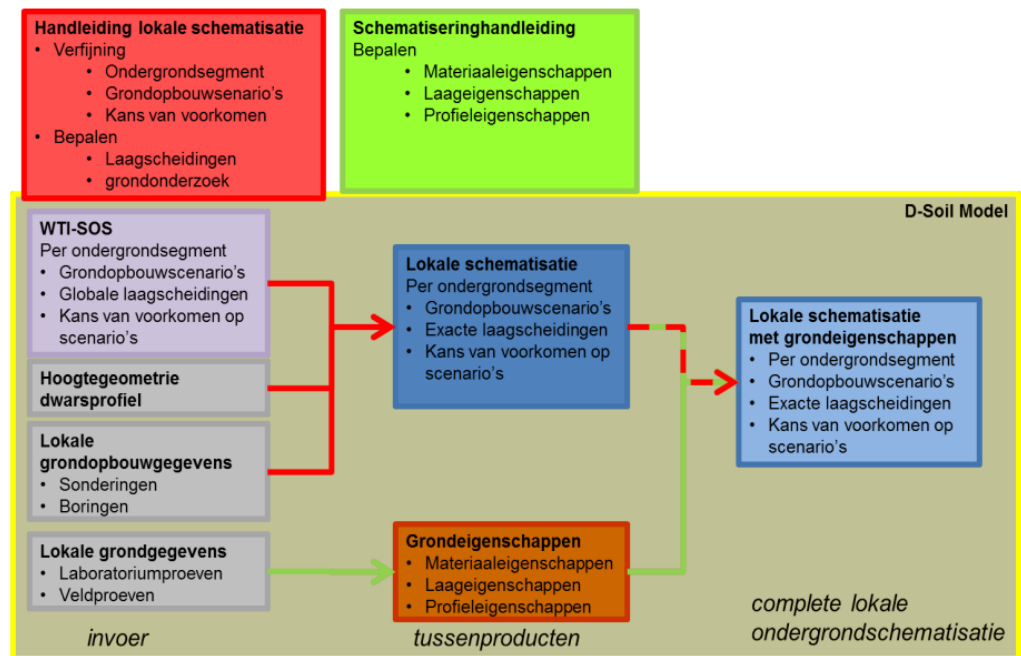 Handleiding lokale schematisatie
• Verfijning
• Ondergrondsegment
• Grondopbouwsenario's
• Kans van voorkomen
• Bepalen
• Laagscheidingen
• grondonderzoek
Schematiseringhandleiding
Bepalen
• Materiaaleigenschappen
• Laageigenschappen
• Profieleigenschappen
D-Soil Model
WTI-SOS
Per ondergrondsegment
• Grondopbouwscenario's
• Globale laagscheidingen
• Kans van voorkomen op
scenario's
Hoogtegeometrie
dwarsprofiel
Lokale
grondopbouwgegevens
• Sonderingen
• Boringen
Lokale grondgegevens
• Laboratoriumproeven
• Veldproeven
invoer
Lokale schematisatie
Per ondergrondsegment
• Grondopbouwscenario's
• Exacte laagscheidingen
• Kans van voorkomen op
scenario's
Grondeigenschappen
• Materiaaleigenschappen
• Laageigenschappen
• Profieleigenschappen
tussenproducten
Lokale schematisatie
met grondeigenschappen
• Per ondergrondsegment
• Grondopbouwscenario's
• Exacte laagscheidingen
• Kans van voorkomen op
scenario's
complete lokale
ondergrondschematisatie